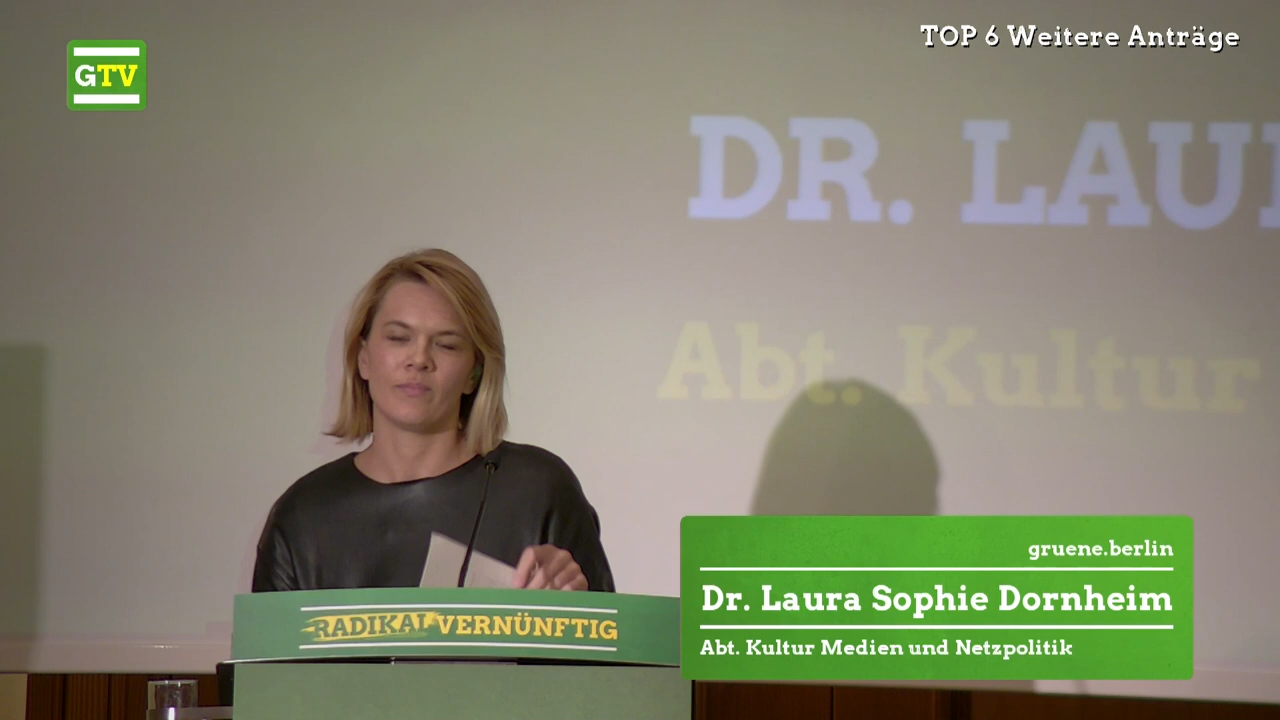 TOP 6 Weitere Anträge
GTV
DR. LAU
Abt. Kultur
gruene.berlin
Dr. Laura Sophie Dornheim
Abt. Kultur Medien und Netzpolitik
RADIKAL VERNÜNFTIG